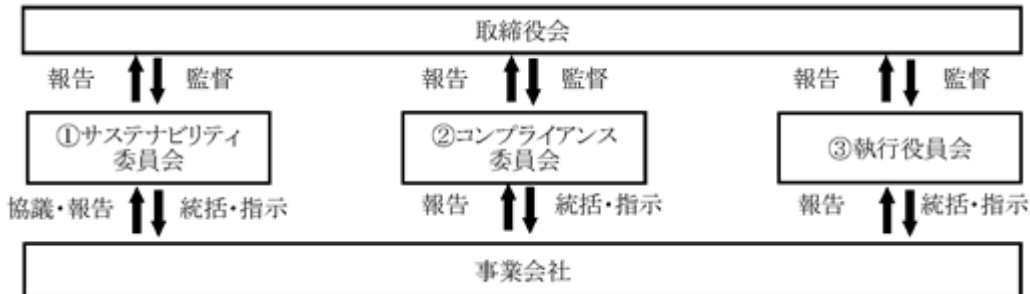 取締役会
報告 監督 報告 監督 報告 監督
①サステナビリティ
委員会
②コンプライアンス
委員会
③執行役員会
協議・報告 統括・指示 報告 統括・指示 報告 統括・指示
事業会社